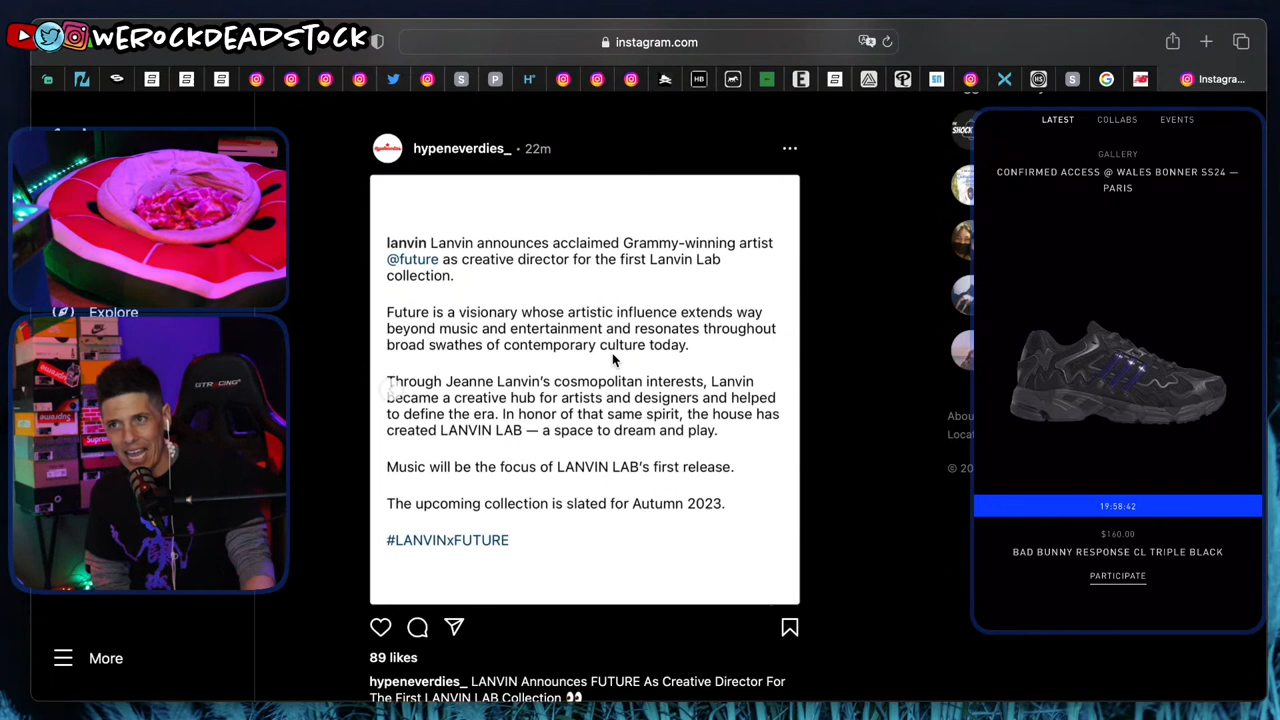 WEROCKDEADSTOCK
instagram.com
Instagra...
hypeneverdies_ • 22m
lanvin Lanvin announces acclaimed Grammy-winning artist
@future as creative director for the first Lanvin Lab
collection.
Future is a visionary whose artistic influence extends way
beyond music and entertainment and resonates throughout
broad swathes of contemporary culture today.
Through Jeanne Lanvin's cosmopolitan interests, Lanvin
became a creative hub for artists and designers and helped
to define the era. In honor of that same spirit, the house has
created LANVIN LAB — a space to dream and play.
Music will be the focus of LANVIN LAB's first release.
The upcoming collection is slated for Autumn 2023.
#LANVINxFUTURE
89 likes
hypeneverdies_ LANVIN Announces FUTURE As Creative Director For
The First LANVIN LAB Collection 👀
Explore
More
GTRACING
Supreme
Abou
Locat
© 20
LATEST COLLABS EVENTS
GALLERY
CONFIRMED ACCESS @ WALES BONNER SS24 —
PARIS
19:58:42
$160.00
BAD BUNNY RESPONSE CL TRIPLE BLACK
PARTICIPATE